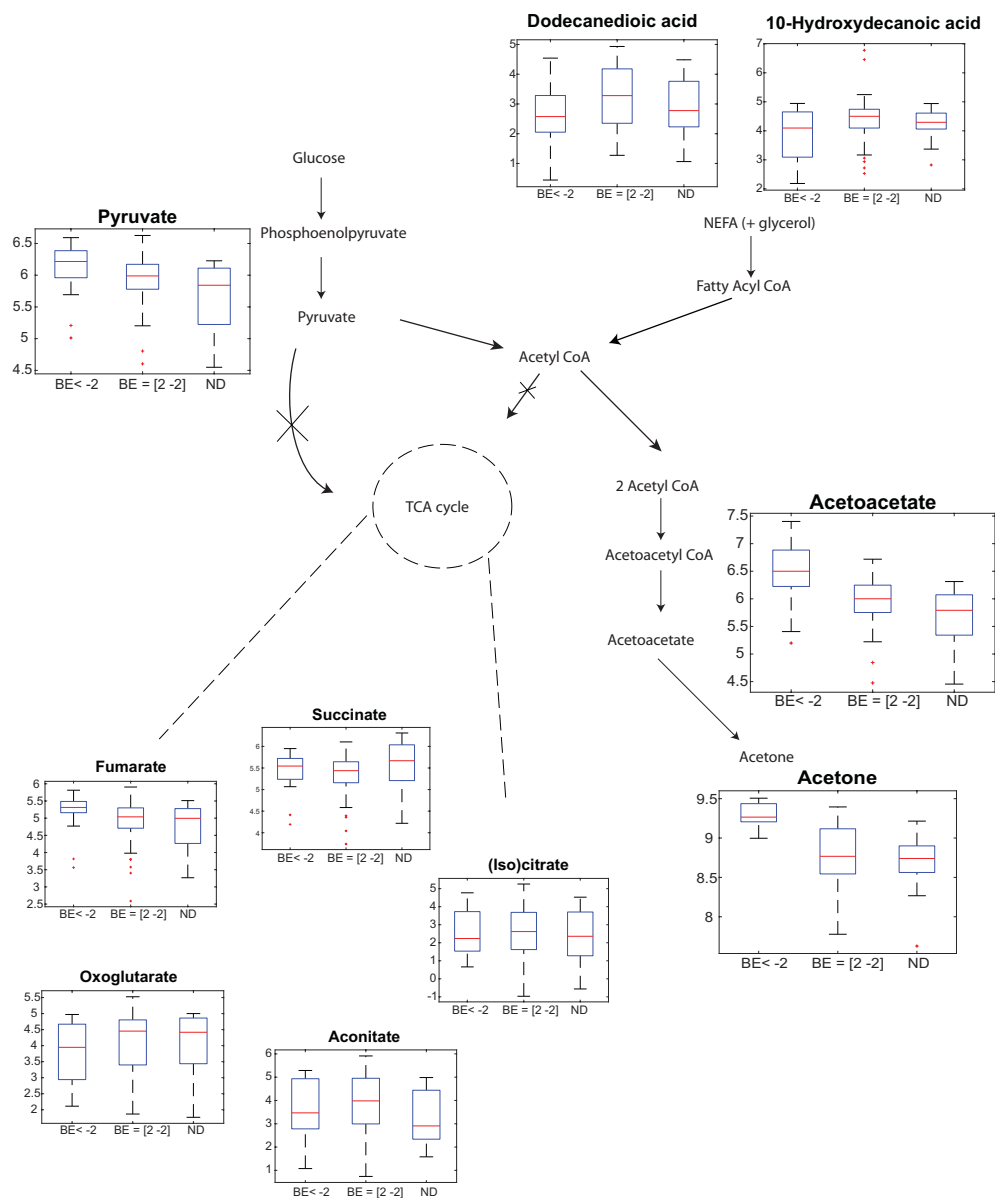 Dodecanedioic acid
5
4
3
2
1
BE< -2
BE = [2 -2]
ND
10-Hydroxydecanoic acid
7
6
5
4
3
2
BE< -2
BE = [2 -2]
ND
Glucose
Phosphoenolpyruvate
Pyruvate
NEFA (+ glycerol)
Fatty Acyl CoA
Acetyl CoA
Pyruvate
6.5
6
5.5
5
4.5
BE< -2
BE = [2 -2]
ND
TCA cycle
2 Acetyl CoA
Acetoacetyl CoA
Acetoacetate
Acetone
Acetoacetate
7.5
7
6.5
6
5.5
5
4.5
BE< -2
BE = [2 -2]
ND
Acetone
9.5
9
8.5
8
BE< -2
BE = [2 -2]
ND
Succinate
6
5.5
5
4.5
4
BE< -2
BE = [2 -2]
ND
Fumarate
6
5.5
5
4.5
4
3.5
3
2.5
BE< -2
BE = [2 -2]
ND
(Iso)citrate
5
4
3
2
1
0
-1
BE< -2
BE = [2 -2]
ND
Oxoglutarate
5.5
5
4.5
4
3.5
3
2.5
2
BE< -2
BE = [2 -2]
ND
Aconitate
6
5
4
3
2
1
BE< -2
BE = [2 -2]
ND